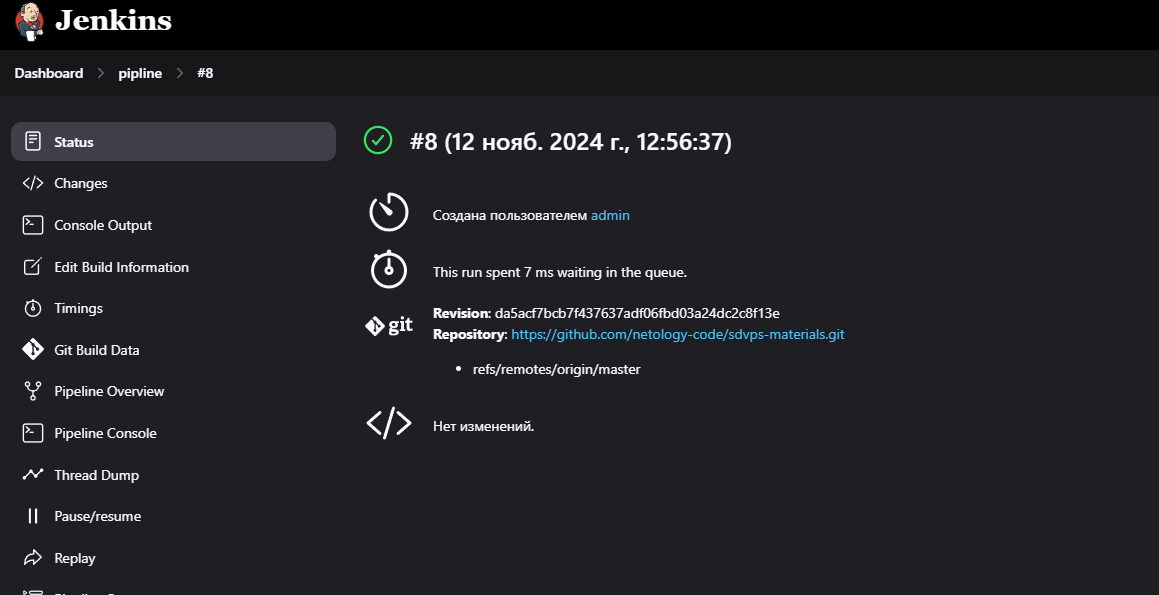 Jenkins
Dashboard > pipline > #8
Status
Changes
Console Output
Edit Build Information
Timings
Git Build Data
Pipeline Overview
Pipeline Console
Thread Dump
Pause/resume
Replay
#8 (12 нояб. 2024 г., 12:56:37)
Создана пользователем admin
This run spent 7 ms waiting in the queue.
git
Revision: da5acf7bcb7f437637adf06fbd03a24dc2c8f13e
Repository: https://github.com/netology-code/sdvps-materials.git
• refs/remotes/origin/master
Нет изменений.